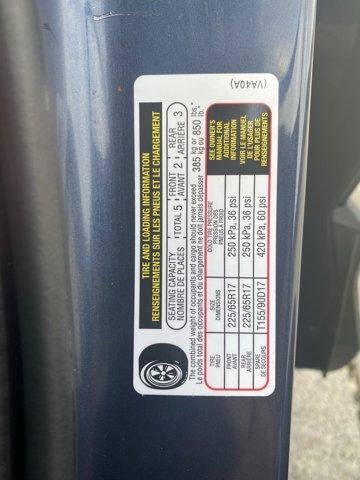 TIRE AND LOADING INFORMATION
RENSEIGNEMENTS SUR LES PNEUS ET LE CHARGEMENT
SEATING CAPACITY TOTAL 5 FRONT 2 REAR 3
NOMBRE DE PLACES AVANT ARRIÈRE
The combined weight of occupants and cargo should never exceed 385 kg or 850 lb.
Le poids total des occupants et du chargement ne doit jamais dépasser kg ou lb.
TIRE SIZE COLD TIRE PRESSURE
PNEU DIMENSIONS PRESSION DES PNEUS À FROID
FRONT 225/65R17 250 kPa, 36 psi
AVANT
REAR 225/65R17 250 kPa, 36 psi
ARRIÈRE
SPARE T155/90D17 420 kPa, 60 psi
DE SECOURS
SEE OWNER'S
MANUAL FOR
ADDITIONAL
INFORMATION
VOIR LE MANUEL
DE L'USAGER
POUR PLUS DE
RENSEIGNEMENTS
(VA40A)